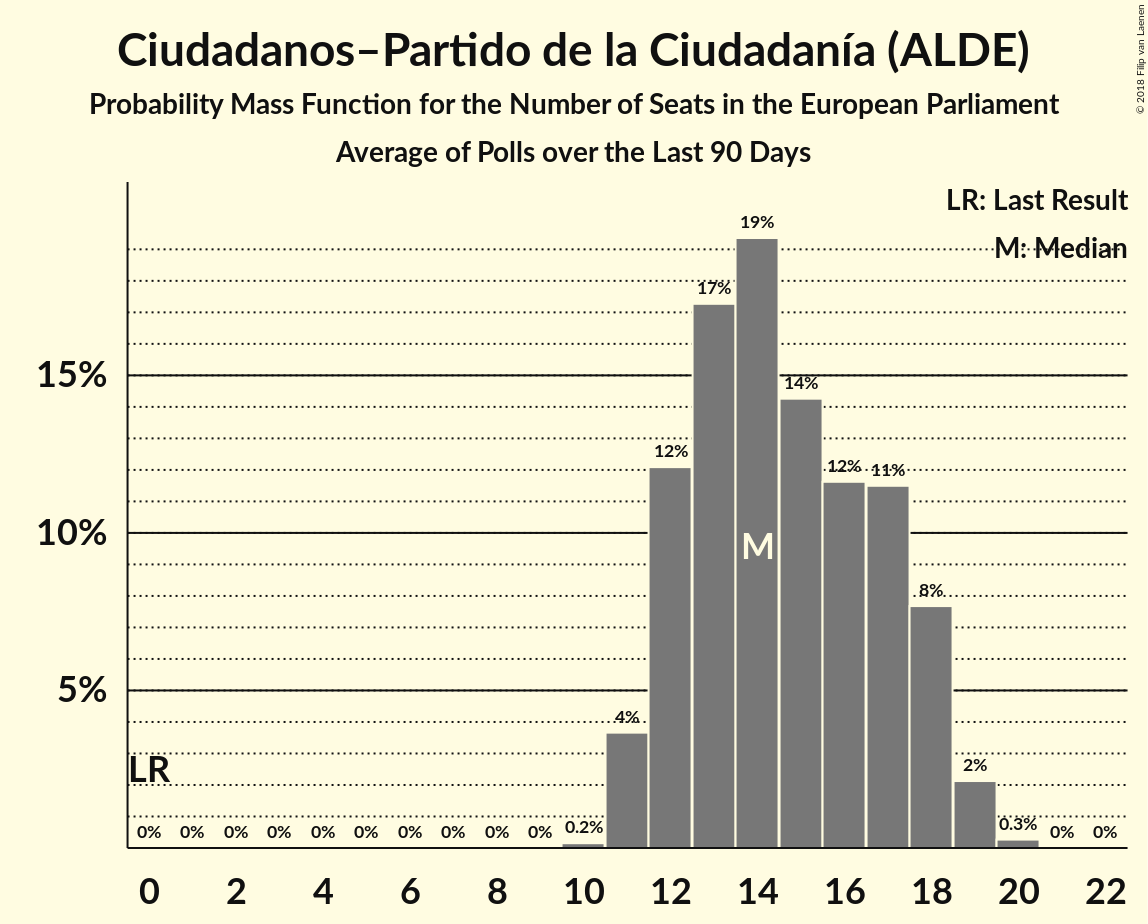 Ciudadanos–Partido de la Ciudadanía (ALDE)
Probability Mass Function for the Number of Seats in the European Parliament
Average of Polls over the Last 90 Days
© 2018 Filip van Laenen
LR: Last Result
M: Median
15%
10%
5%
19%
17%
14%
12%
12%
11%
8%
4%
2%
M
LR
0% 0% 0% 0% 0% 0% 0% 0% 0% 0% 0.2% 0.3% 0% 0%
0 2 4 6 8 10 12 14 16 18 20 22